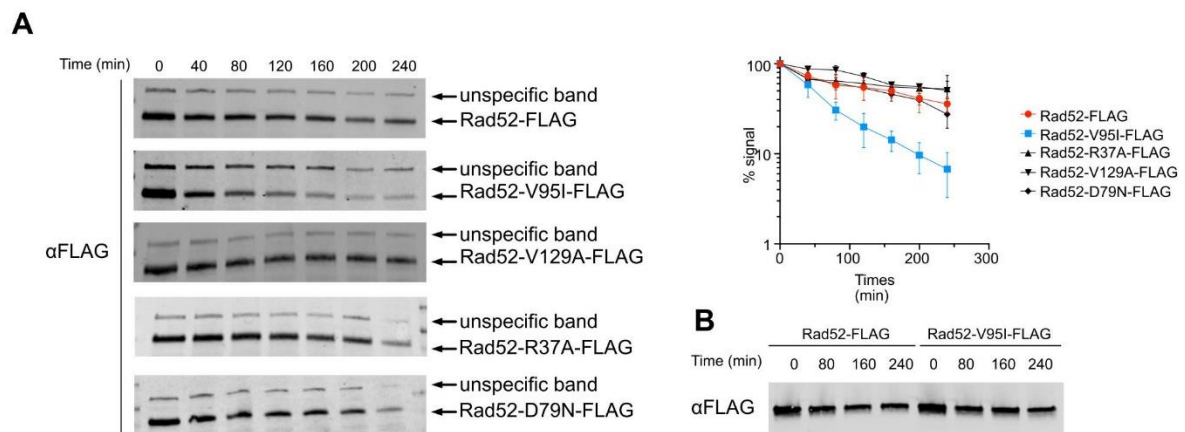 A
Time (min) 0 40 80 120 160 200 240
unspecific band
Rad52-FLAG
unspecific band
Rad52-V95I-FLAG
αFLAG
unspecific band
Rad52-V129A-FLAG
unspecific band
Rad52-R37A-FLAG
unspecific band
Rad52-D79N-FLAG
% signal
100
10
1
0 100 200 300
Times
(min)
Rad52-FLAG
Rad52-V95I-FLAG
Rad52-R37A-FLAG
Rad52-V129A-FLAG
Rad52-D79N-FLAG
B
Rad52-FLAG Rad52-V95I-FLAG
Time (min) 0 80 160 240 0 80 160 240
αFLAG